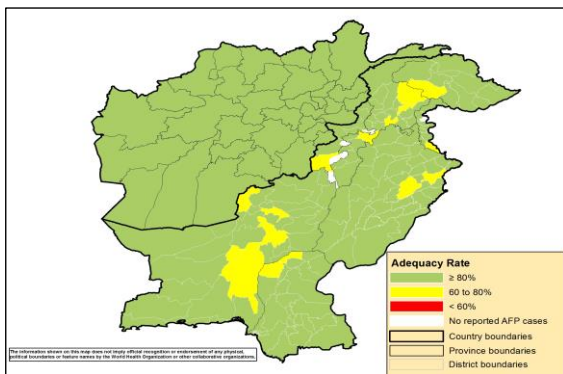 Adequacy Rate
≥ 80%
60 to 80%
< 60%
No reported AFP cases
Country boundaries
Province boundaries
District boundaries
The information shown on this map does not imply official recognition or endorsement of any physical,
political boundaries or feature names by the World Health Organization or other collaborative organizations.